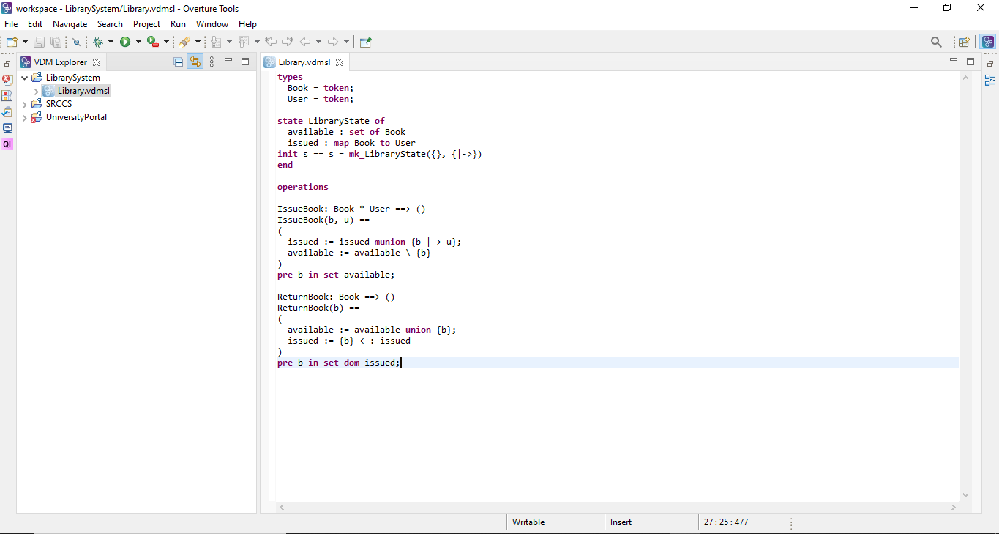 workspace - LibrarySystem/Library.vdmsl - Overture Tools
File Edit Navigate Search Project Run Window Help
VDM Explorer
LibrarySystem
Library.vdmsl
SRCCS
UniversityPortal
QI
Library.vdmsl
types
Book = token;
User = token;
state LibraryState of
available : set of Book
issued : map Book to User
init s == s = mk_LibraryState({}, {|->})
end
operations
IssueBook: Book * User ==> ()
IssueBook(b, u) ==
(
issued := issued munion {b |-> u};
available := available \ {b}
)
pre b in set available;
ReturnBook: Book ==> ()
ReturnBook(b) ==
(
available := available union {b};
issued := {b} <-: issued
)
pre b in set dom issued;
Writable Insert 27 : 25 : 477